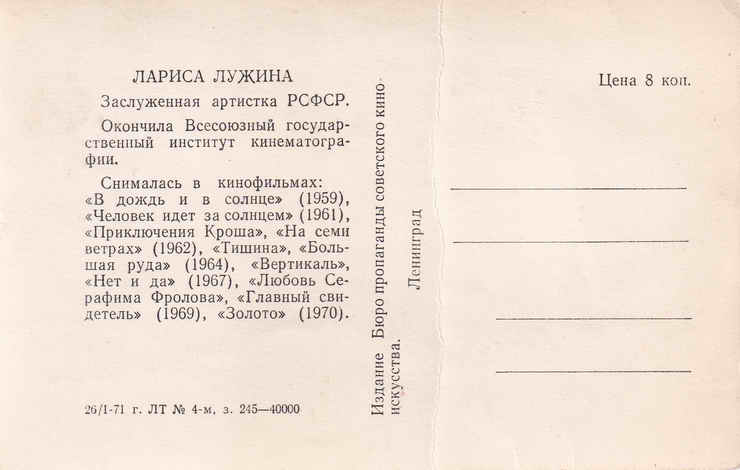 ЛАРИСА ЛУЖИНА
Заслуженная артистка РСФСР.
Окончила Всесоюзный государ-
ственный институт кинематогра-
фии.
Снималась в кинофильмах:
«В дождь и в солнце» (1959),
«Человек идет за солнцем» (1961),
«Приключения Кроша», «На семи
ветрах» (1962), «Тишина», «Боль-
шая руда» (1964), «Вертикаль»,
«Нет и да» (1967), «Любовь Се-
рафима Фролова», «Главный сви-
детель» (1969), «Золото» (1970).
26/1-71 г. ЛТ № 4-м, з. 245—40000
Издание Бюро пропаганды советского кино-
искусства.
Ленинград
Цена 8 коп.